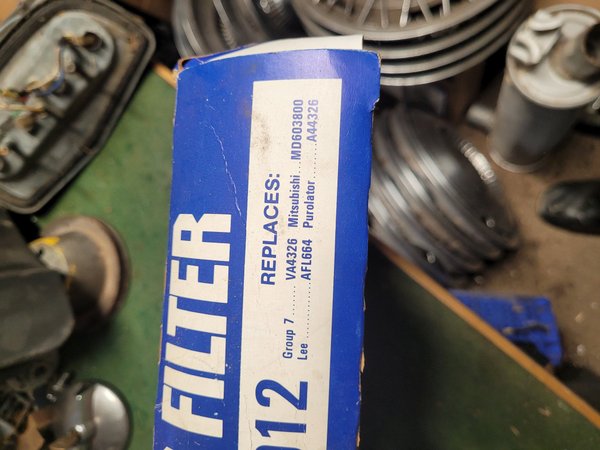 FILTER
012
REPLACES:
Group 7........ VA4326 Mitsubishi...MD603800
Lee ..............AFL664 Purolator.........A44326